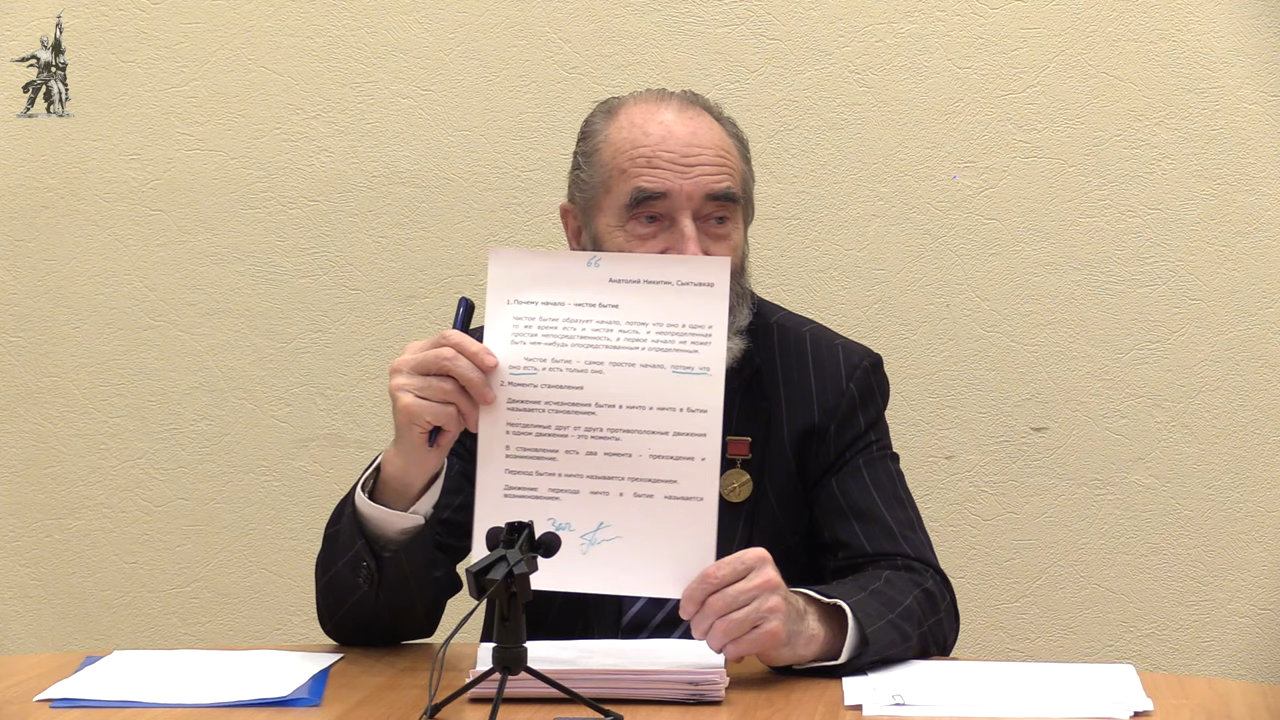 66
Анатолий Никитин, Сыктывкар
1. Почему начало – чистое бытие
Чистое бытие образует начало, потому что оно в одно и
то же время есть и чистая мысль, и неопределенная
простая непосредственность, а первое начало не может
быть чем-нибудь опосредствованным и определенным.
Чистое бытие – самое простое начало, потому что
оно есть, и есть только оно.
2. Моменты становления
Движение исчезновения бытия в ничто и ничто в бытии
называется становлением.
Неотделимые друг от друга противоположные движения
в одном движении – это моменты.
В становлении есть два момента – прехождение и
возникновение.
Переход бытия в ничто называется прехождением.
Движение перехода ничто в бытие называется
возникновением.